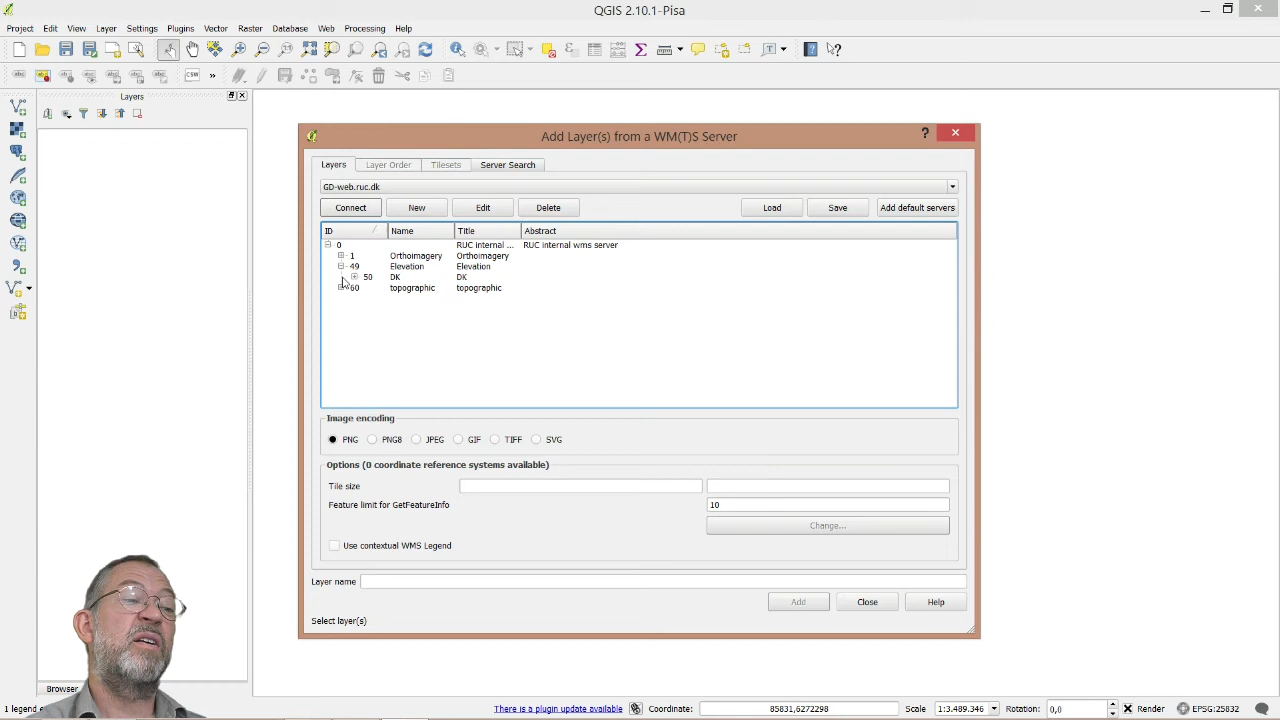 QGIS 2.10.1-Pisa
Project Edit View Layer Settings Plugins Vector Raster Database Web Processing Help
CSW
Layers
Add Layer(s) from a WM(T)S Server
Layers Layer Order Tilesets Server Search
GD-web.ruc.dk
Connect New Edit Delete Load Save Add default servers
ID Name Title Abstract
0 RUC internal ... RUC internal wms server
1 Orthoimagery Orthoimagery
49 Elevation Elevation
50 DK DK
60 topographic topographic
Image encoding
PNG PNG8 JPEG GIF TIFF SVG
Options (0 coordinate reference systems available)
Tile size
Feature limit for GetFeatureInfo 10
Change...
Use contextual WMS Legend
Layer name
Add Close Help
Select layer(s)
Browser
1 legend There is a plugin update available Coordinate: 85831,6272298 Scale 1:3.489.346 Rotation: 0,0 Render EPSG:25832